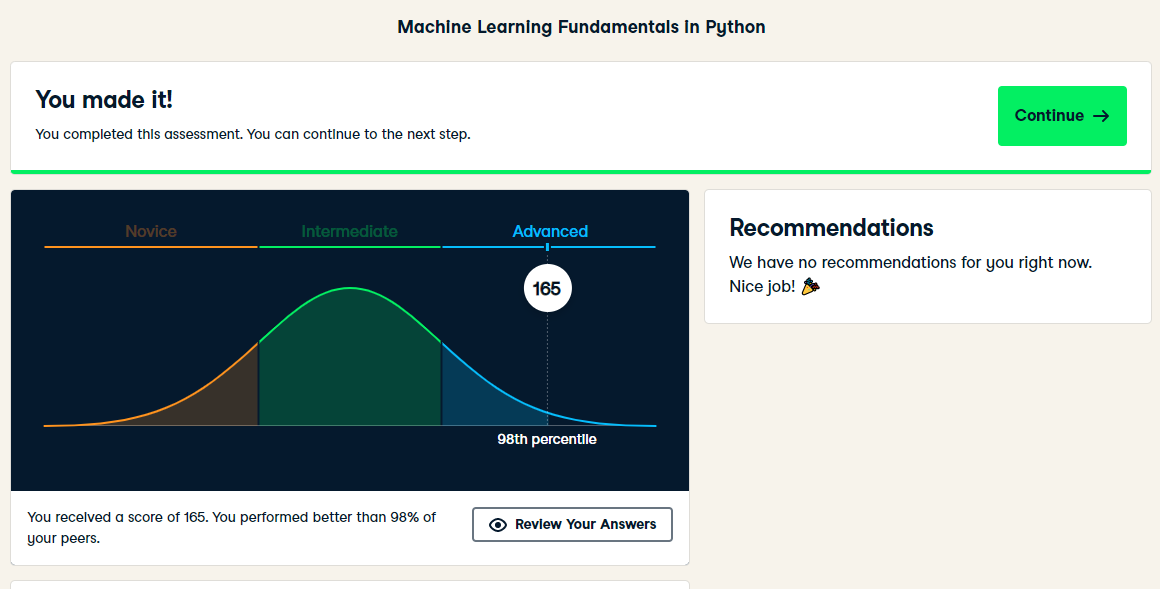 Machine Learning Fundamentals in Python
You made it!
You completed this assessment. You can continue to the next step.
Continue →
Novice
Intermediate
Advanced
165
98th percentile
You received a score of 165. You performed better than 98% of
your peers.
Review Your Answers
Recommendations
We have no recommendations for you right now.
Nice job! 🎉